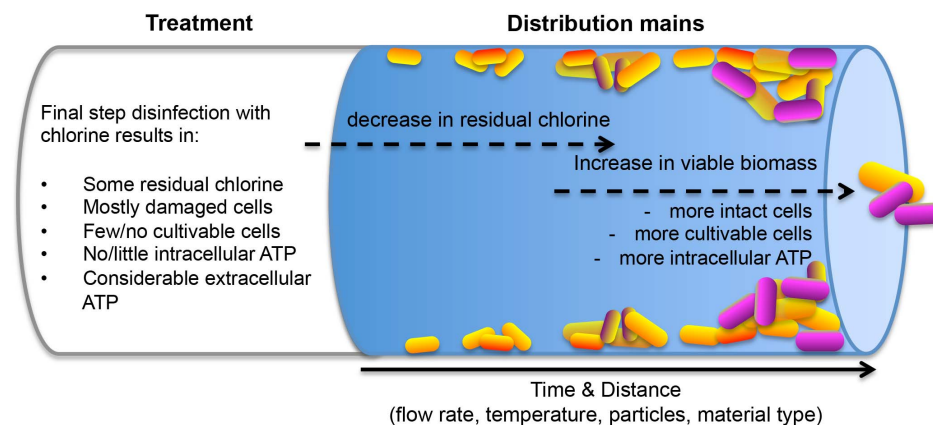 Treatment
Distribution mains
Final step disinfection with
chlorine results in:
• Some residual chlorine
• Mostly damaged cells
• Few/no cultivable cells
• No/little intracellular ATP
• Considerable extracellular
ATP
decrease in residual chlorine
Increase in viable biomass
- more intact cells
- more cultivable cells
- more intracellular ATP
Time & Distance
(flow rate, temperature, particles, material type)